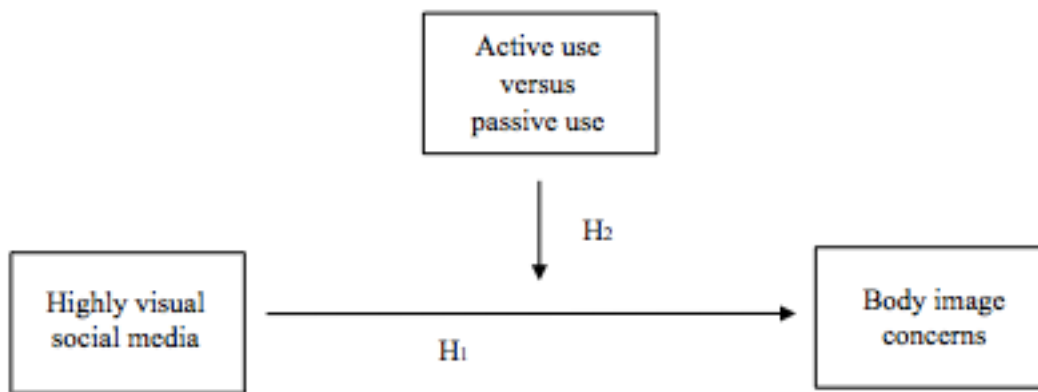 Active use
versus
passive use
H₂
Highly visual
social media
Body image
concerns
H₁